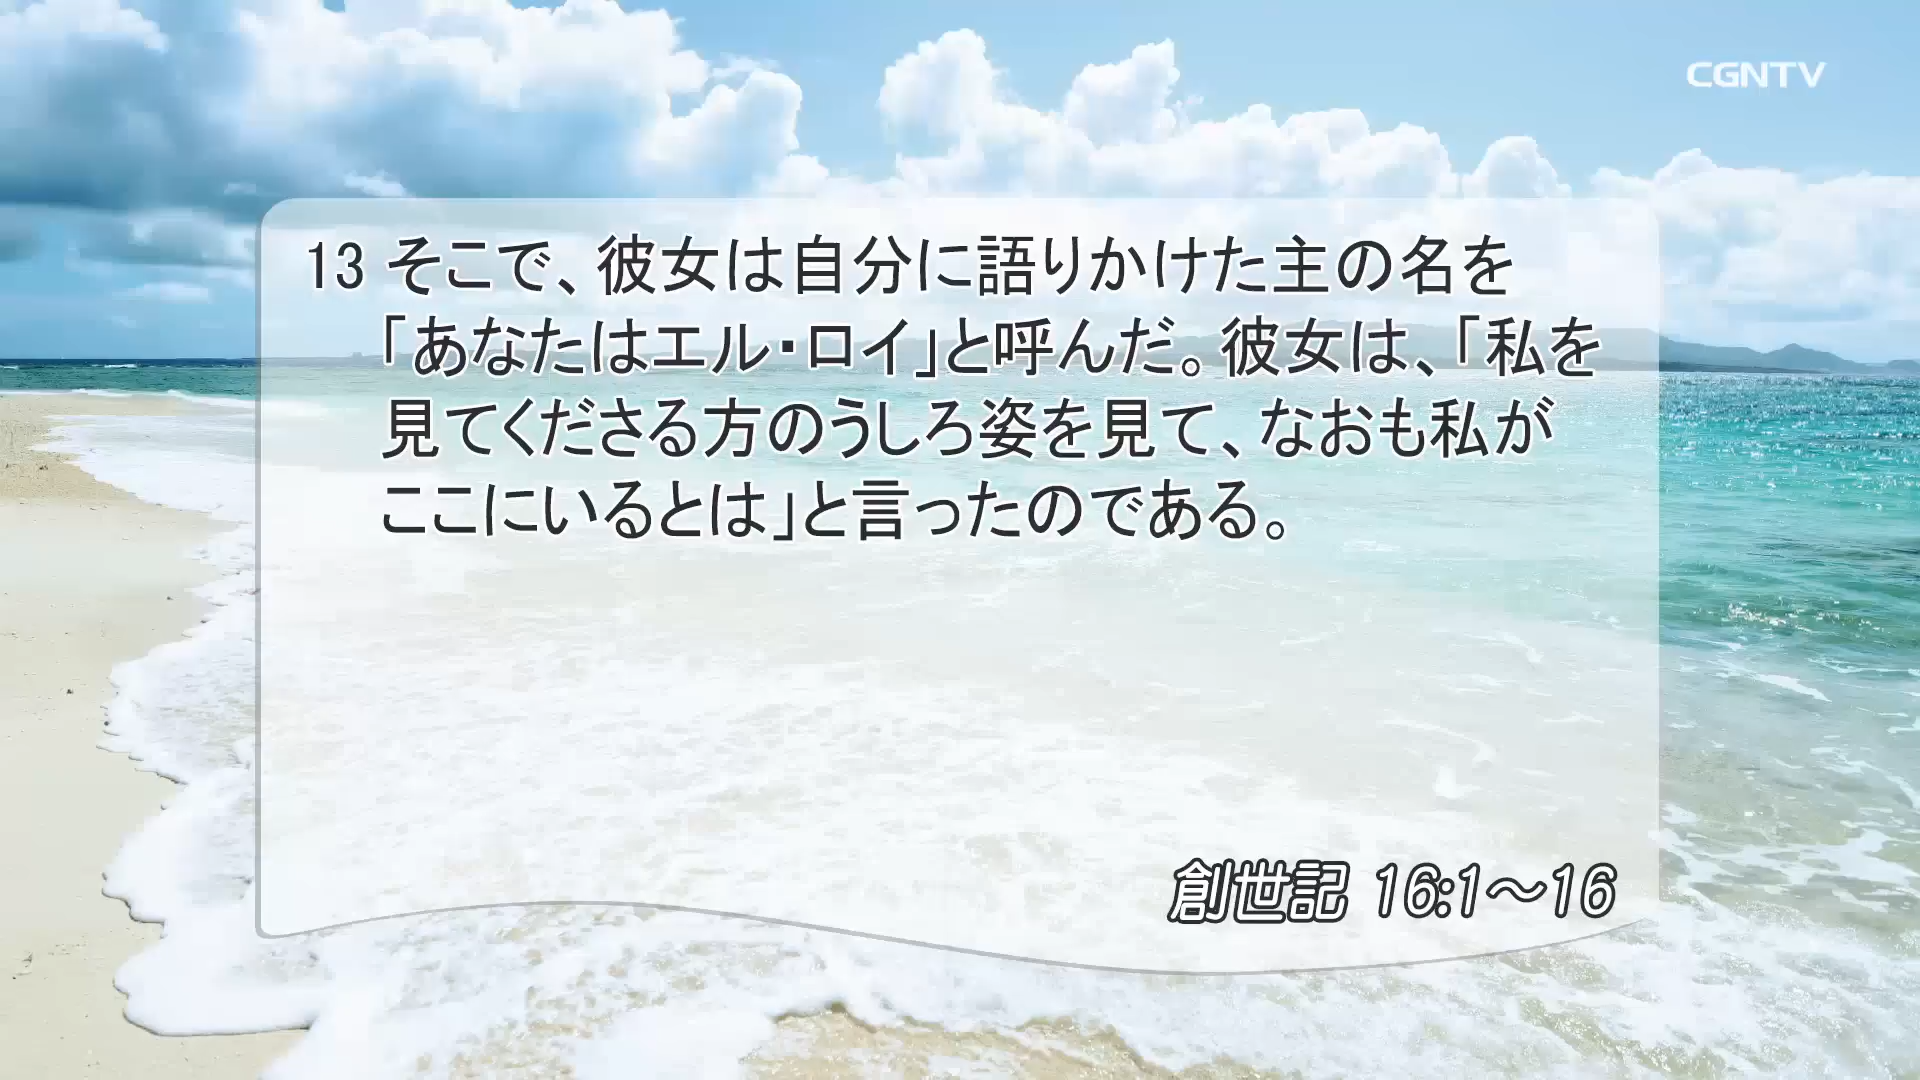 CGNTV
13 そこで、彼女は自分に語りかけた主の名を
「あなたはエル・ロイ」と呼んだ。彼女は、「私を
見てくださる方のうしろ姿を見て、なおも私が
ここにいるとは」と言ったのである。
創世記 16:1～16